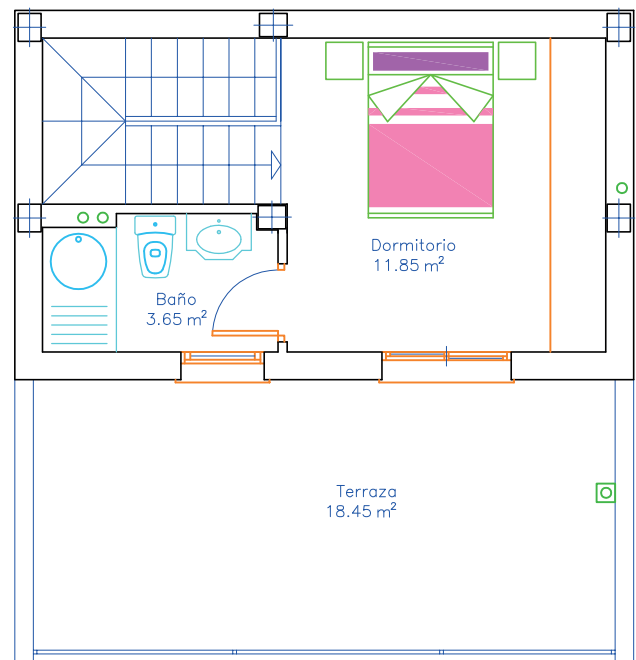 Dormitorio
11.85 m²
Baño
3.65 m²
Terraza
18.45 m²